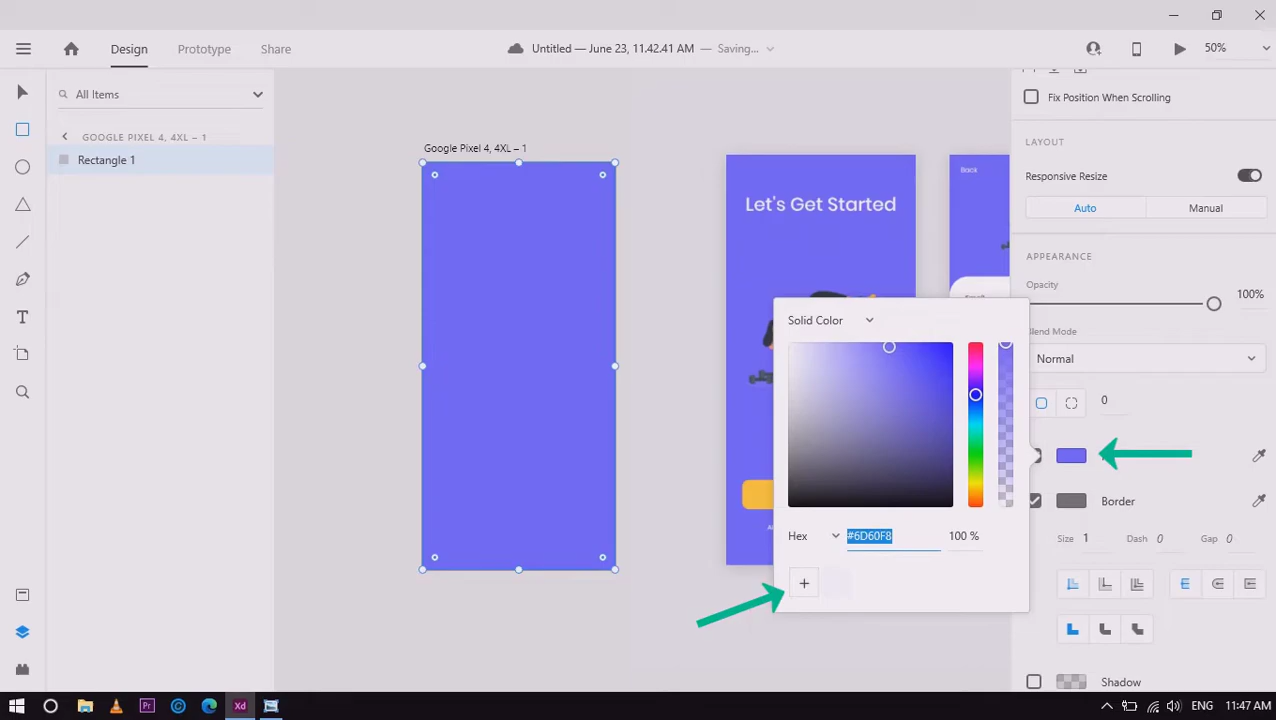 Design
Prototype
Share
Untitled — June 23, 11.42.41 AM – Saving...
50%
All Items
GOOGLE PIXEL 4, 4XL – 1
Rectangle 1
Google Pixel 4, 4XL – 1
Let's Get Started
Back
Fix Position When Scrolling
LAYOUT
Responsive Resize
Auto
Manual
APPEARANCE
Opacity
100%
Blend Mode
Normal
0
Solid Color
Hex
#6D60F8
100 %
+
Border
Size 1
Dash 0
Gap 0
Shadow
Pr
Xd
ENG
11:47 AM